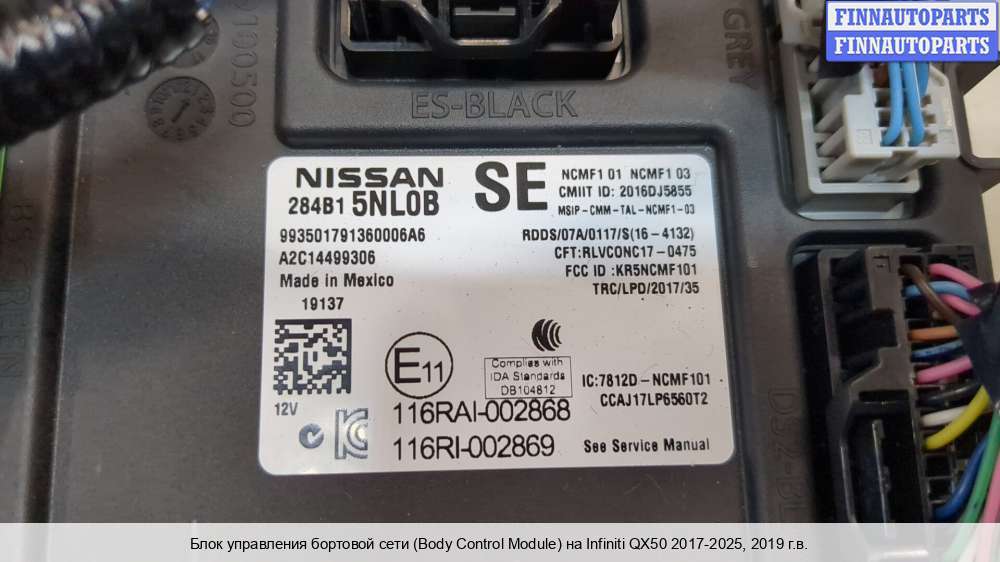 FINNAUTOPARTS
FINNAUTOPARTS
ES-BLACK
GREY
NISSAN
284B1 5NL0B
993501791360006A6
A2C14499306
Made in Mexico
19137
12V
SE
NCMF1 01 NCMF1 03
CMIIT ID: 2016DJ5855
MSIP-CMM-TAL-NCMF1-03
RDDS/07A/0117/S(16-4132)
CFT:RLVCONC17-0475
FCC ID :KR5NCMF101
TRC/LPD/2017/35
E11
Complies with
IDA Standards
DB104812
IC:7812D-NCMF101
CCAJ17LP6560T2
116RAI-002868
116RI-002869
See Service Manual
Блок управления бортовой сети (Body Control Module) на Infiniti QX50 2017-2025, 2019 г.в.